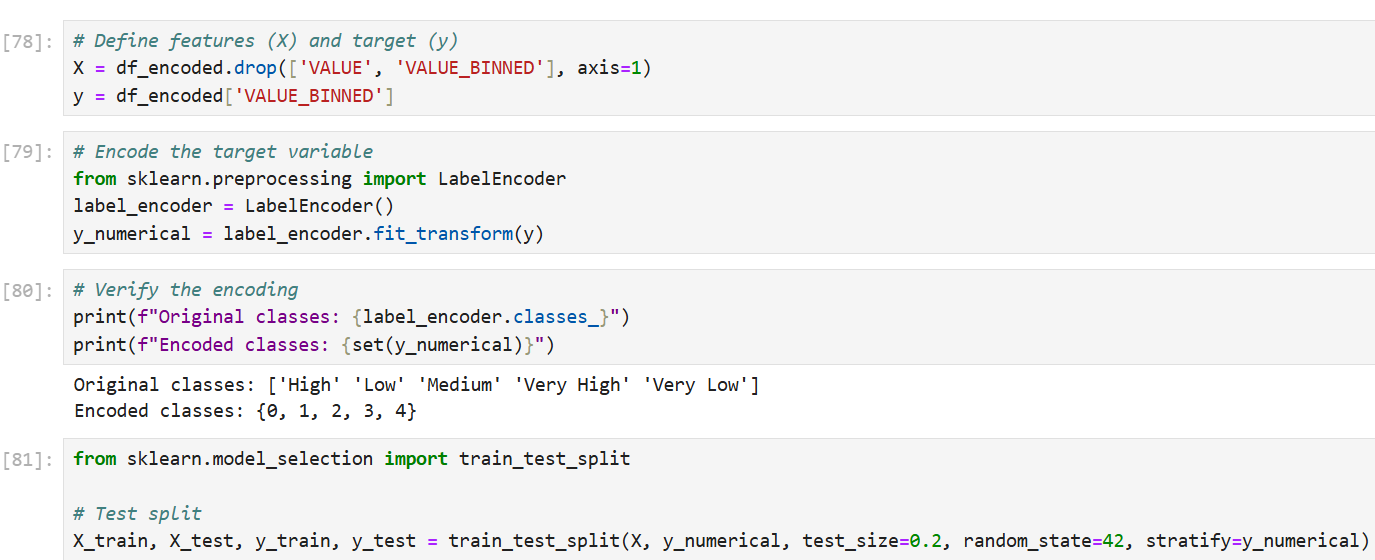 [78]: # Define features (X) and target (y)
X = df_encoded.drop(['VALUE', 'VALUE_BINNED'], axis=1)
y = df_encoded['VALUE_BINNED']
[79]: # Encode the target variable
from sklearn.preprocessing import LabelEncoder
label_encoder = LabelEncoder()
y_numerical = label_encoder.fit_transform(y)
[80]: # Verify the encoding
print(f"Original classes: {label_encoder.classes_}")
print(f"Encoded classes: {set(y_numerical)}")
Original classes: ['High' 'Low' 'Medium' 'Very High' 'Very Low']
Encoded classes: {0, 1, 2, 3, 4}
[81]: from sklearn.model_selection import train_test_split
# Test split
X_train, X_test, y_train, y_test = train_test_split(X, y_numerical, test_size=0.2, random_state=42, stratify=y_numerical)